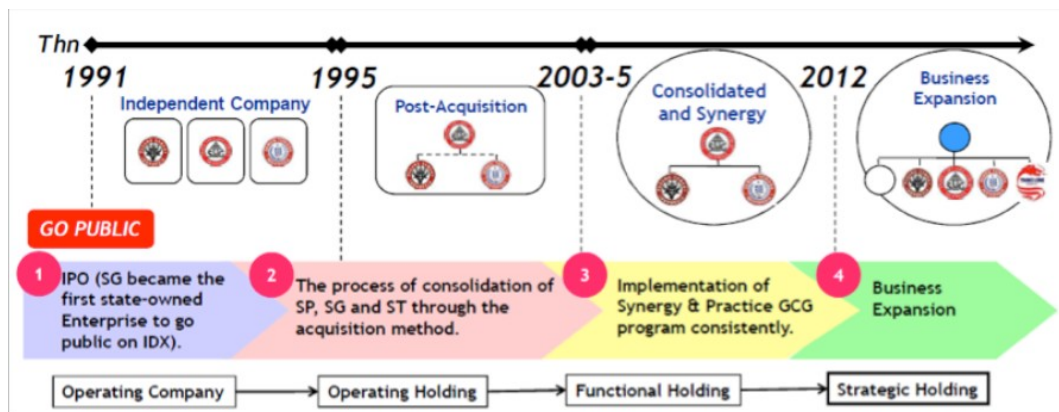 Thn
1991
1995
2003-5
2012
Independent Company
Post-Acquisition
Consolidated
and Synergy
Business
Expansion
GO PUBLIC
1
IPO (SG became the
first state-owned
Enterprise to go
public on IDX).
2
The process of consolidation of
SP, SG and ST through the
acquisition method.
3
Implementation of
Synergy & Practice GCG
program consistently.
4
Business
Expansion
Operating Company
Operating Holding
Functional Holding
Strategic Holding